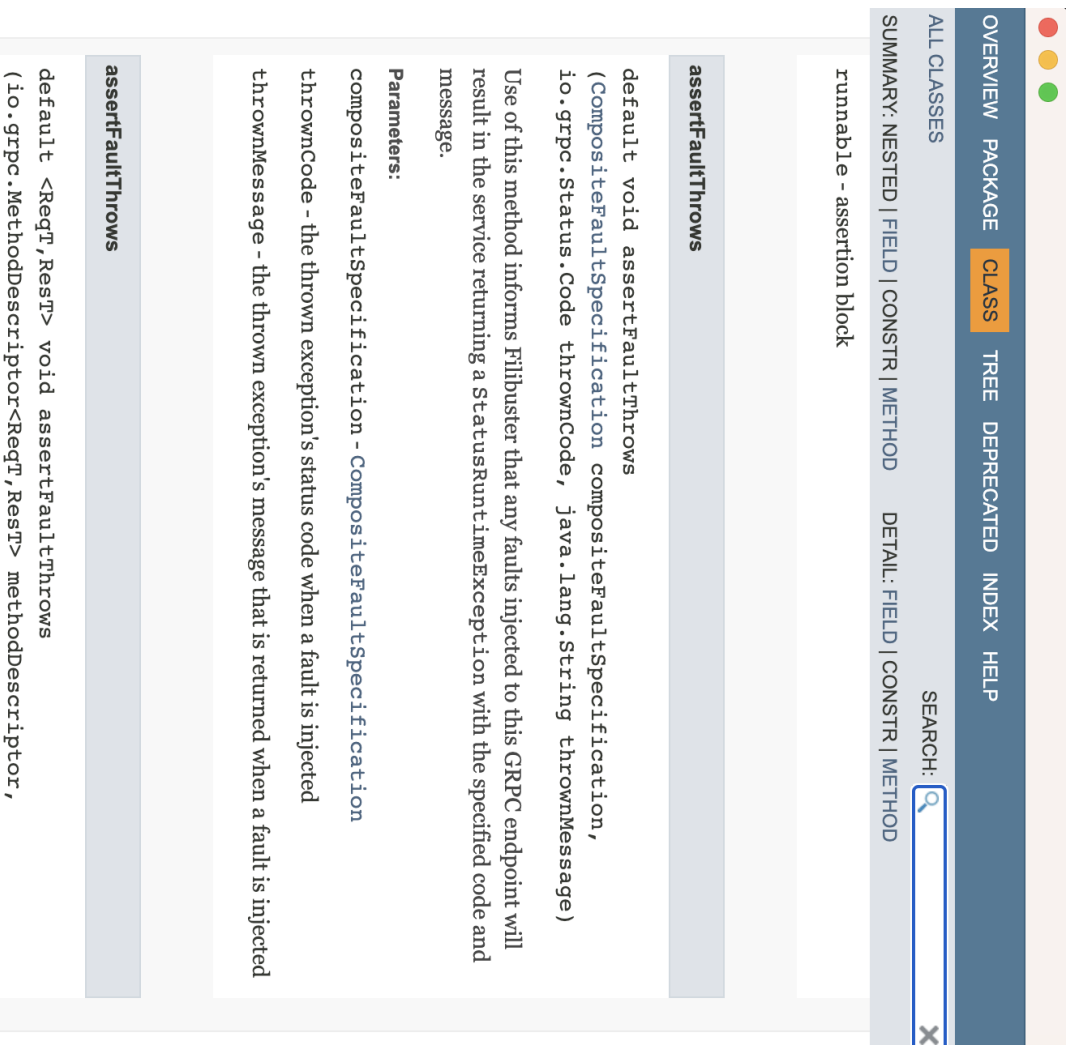 OVERVIEW PACKAGE CLASS TREE DEPRECATED INDEX HELP
ALL CLASSES
SEARCH:
SUMMARY: NESTED | FIELD | CONSTR | METHOD DETAIL: FIELD | CONSTR | METHOD
runnable - assertion block
assertFaultThrows
default void assertFaultThrows
(CompositeFaultSpecification compositeFaultSpecification,
io.grpc.Status.Code thrownCode, java.lang.String thrownMessage)
Use of this method informs Filibuster that any faults injected to this GRPC endpoint will
result in the service returning a StatusRuntimeException with the specified code and
message.
Parameters:
compositeFaultSpecification - CompositeFaultSpecification
thrownCode - the thrown exception's status code when a fault is injected
thrownMessage - the thrown exception's message that is returned when a fault is injected
assertFaultThrows
default <ReqT,ResT> void assertFaultThrows
(io.grpc.MethodDescriptor<ReqT,ResT> methodDescriptor,